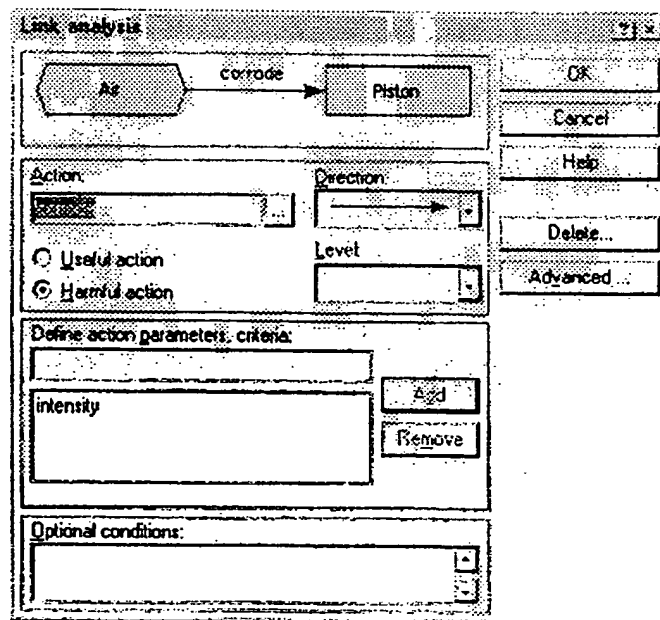 Link analysis
Air
corrode
Piston
OK
Cancel
Help
Delete...
Advanced...
Action:
Direction:
Useful action
Harmful action
Level:
Define action parameters, criteria:
Add
intensity
Remove
Optional conditions: